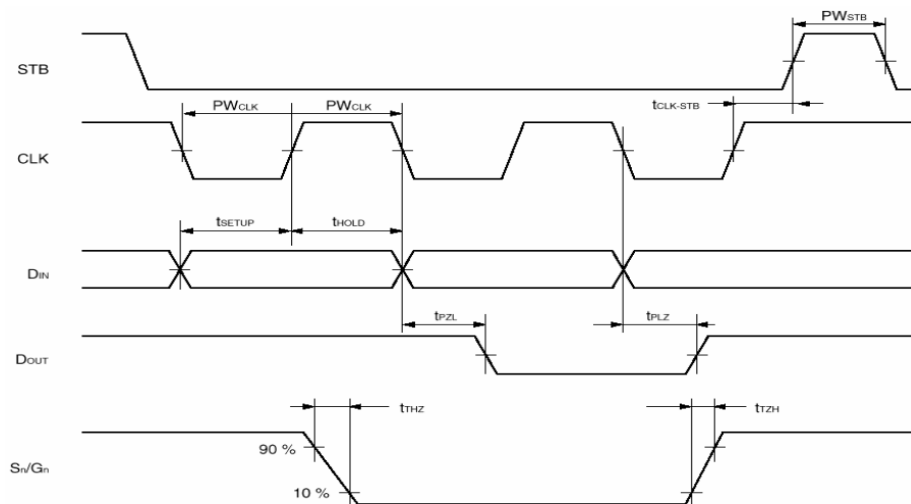 PWSTB
STB
tCLK-STB
PWCLK PWCLK
CLK
tSETUP tHOLD
DIN
tPZL tPLZ
DOUT
tTHZ tTZH
90 %
Sn/Gn
10 %